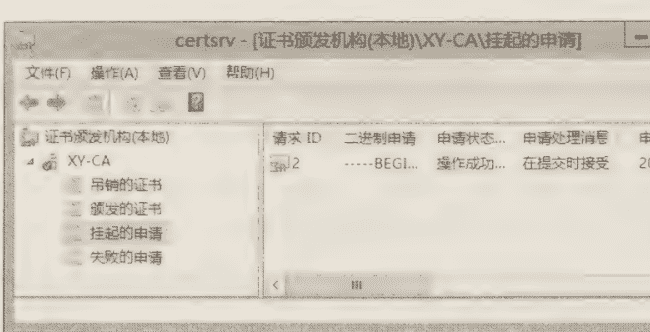 certsrv - [证书颁发机构(本地)\XY-CA\挂起的申请]
文件(F) 操作(A) 查看(V) 帮助(H)
证书颁发机构(本地)
XY-CA
吊销的证书
颁发的证书
挂起的申请
失败的申请
请求 ID 二进制申请 申请状态... 申请处理消息 申
2 -----BEGI... 操作成功... 在提交时接受 20